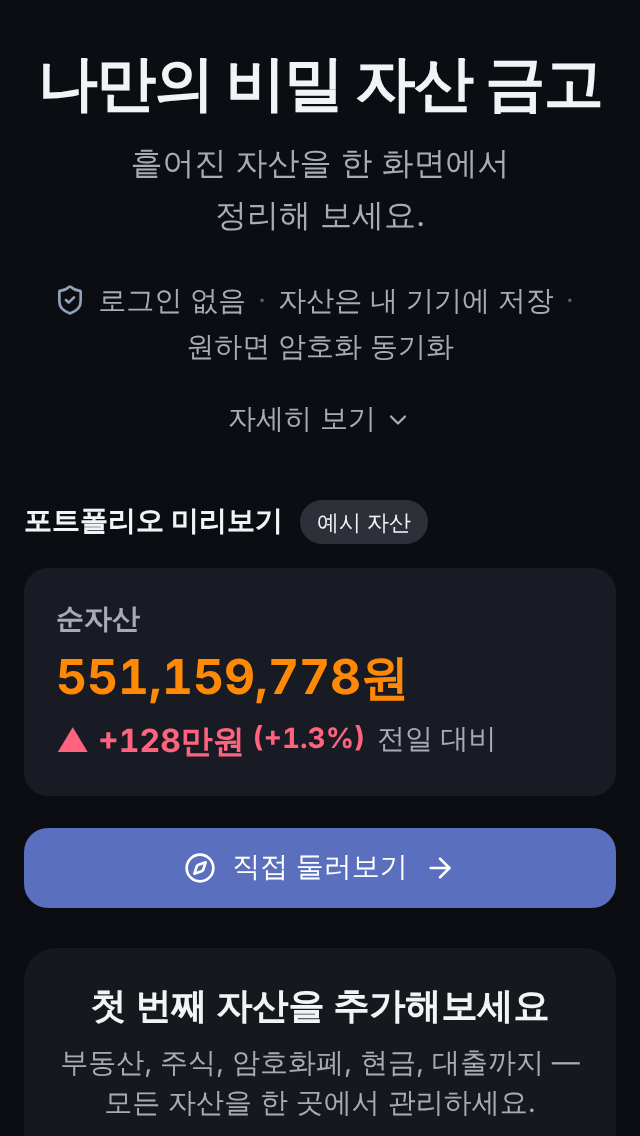 나만의 비밀 자산 금고
흩어진 자산을 한 화면에서
정리해 보세요.
로그인 없음 · 자산은 내 기기에 저장 ·
원하면 암호화 동기화
자세히 보기
포트폴리오 미리보기 예시 자산
순자산
551,159,778원
▲ +128만원 (+1.3%) 전일 대비
직접 둘러보기 →
첫 번째 자산을 추가해보세요
부동산, 주식, 암호화폐, 현금, 대출까지 —
모든 자산을 한 곳에서 관리하세요.